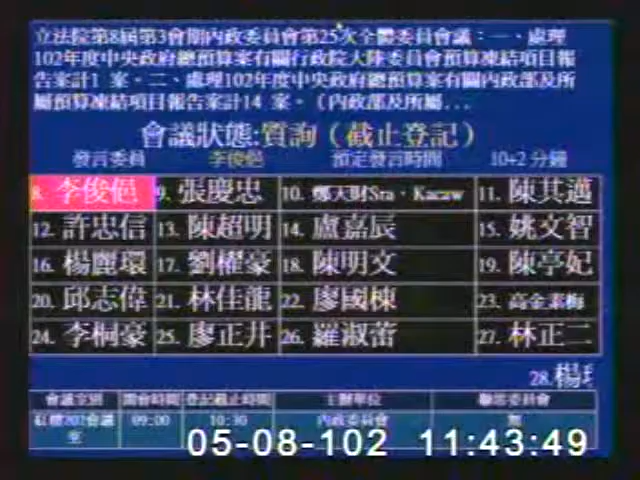 立法院第8屆第3會期內政委員會第25次全體委員會議：一、處理
102年度中央政府總預算案有關行政院大陸委員會預算凍結項目報
告案計1 案。二、處理102年度中央政府總預算案有關內政部及所
屬預算凍結項目報告案計14 案。（內政部及所屬...
會議狀態:質詢（截止登記）
發言委員 李俊俋 預定發言時間 10+2 分鐘
8. 李俊俋 9. 張慶忠 10. 鄭天財Sra．Kacaw 11. 陳其邁
12. 許忠信 13. 陳超明 14. 盧嘉辰 15. 姚文智
16. 楊麗環 17. 劉櫂豪 18. 陳明文 19. 陳亭妃
20. 邱志偉 21. 林佳龍 22. 廖國棟 23. 高金素梅
24. 李桐豪 25. 廖正井 26. 羅淑蕾 27. 林正二
28.楊
會議室別 開會時間 登記截止時間 主辦單位 聯席委員會
紅樓202會議室 09:00 10:30 內政委員會 無
05-08-102 11:43:49